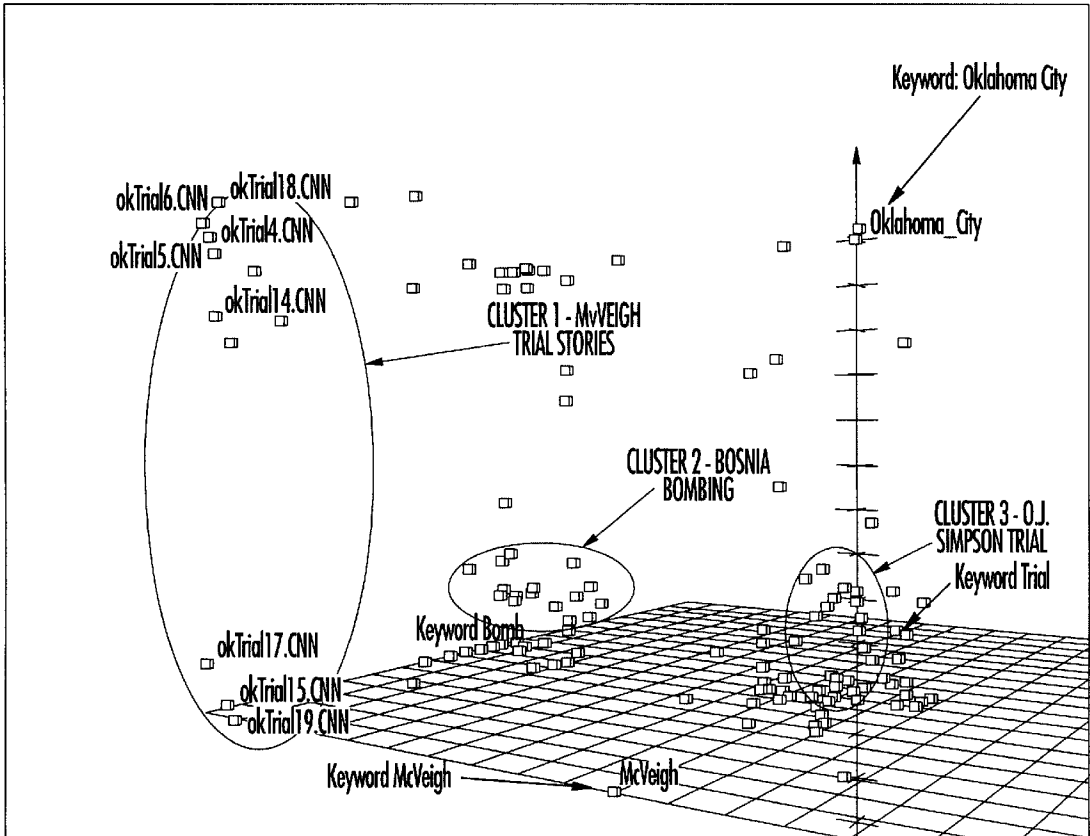 Keyword: Oklahoma City
okTrial6.CNN
okTrial18.CNN
okTrial4.CNN
Oklahoma_City
okTrial5.CNN
okTrial14.CNN
CLUSTER 1 - MvVEIGH
TRIAL STORIES
CLUSTER 2 - BOSNIA
BOMBING
CLUSTER 3 - O.J.
SIMPSON TRIAL
Keyword Trial
Keyword Bomb
okTrial17.CNN
okTrial15.CNN
okTrial19.CNN
Keyword McVeigh
McVeigh